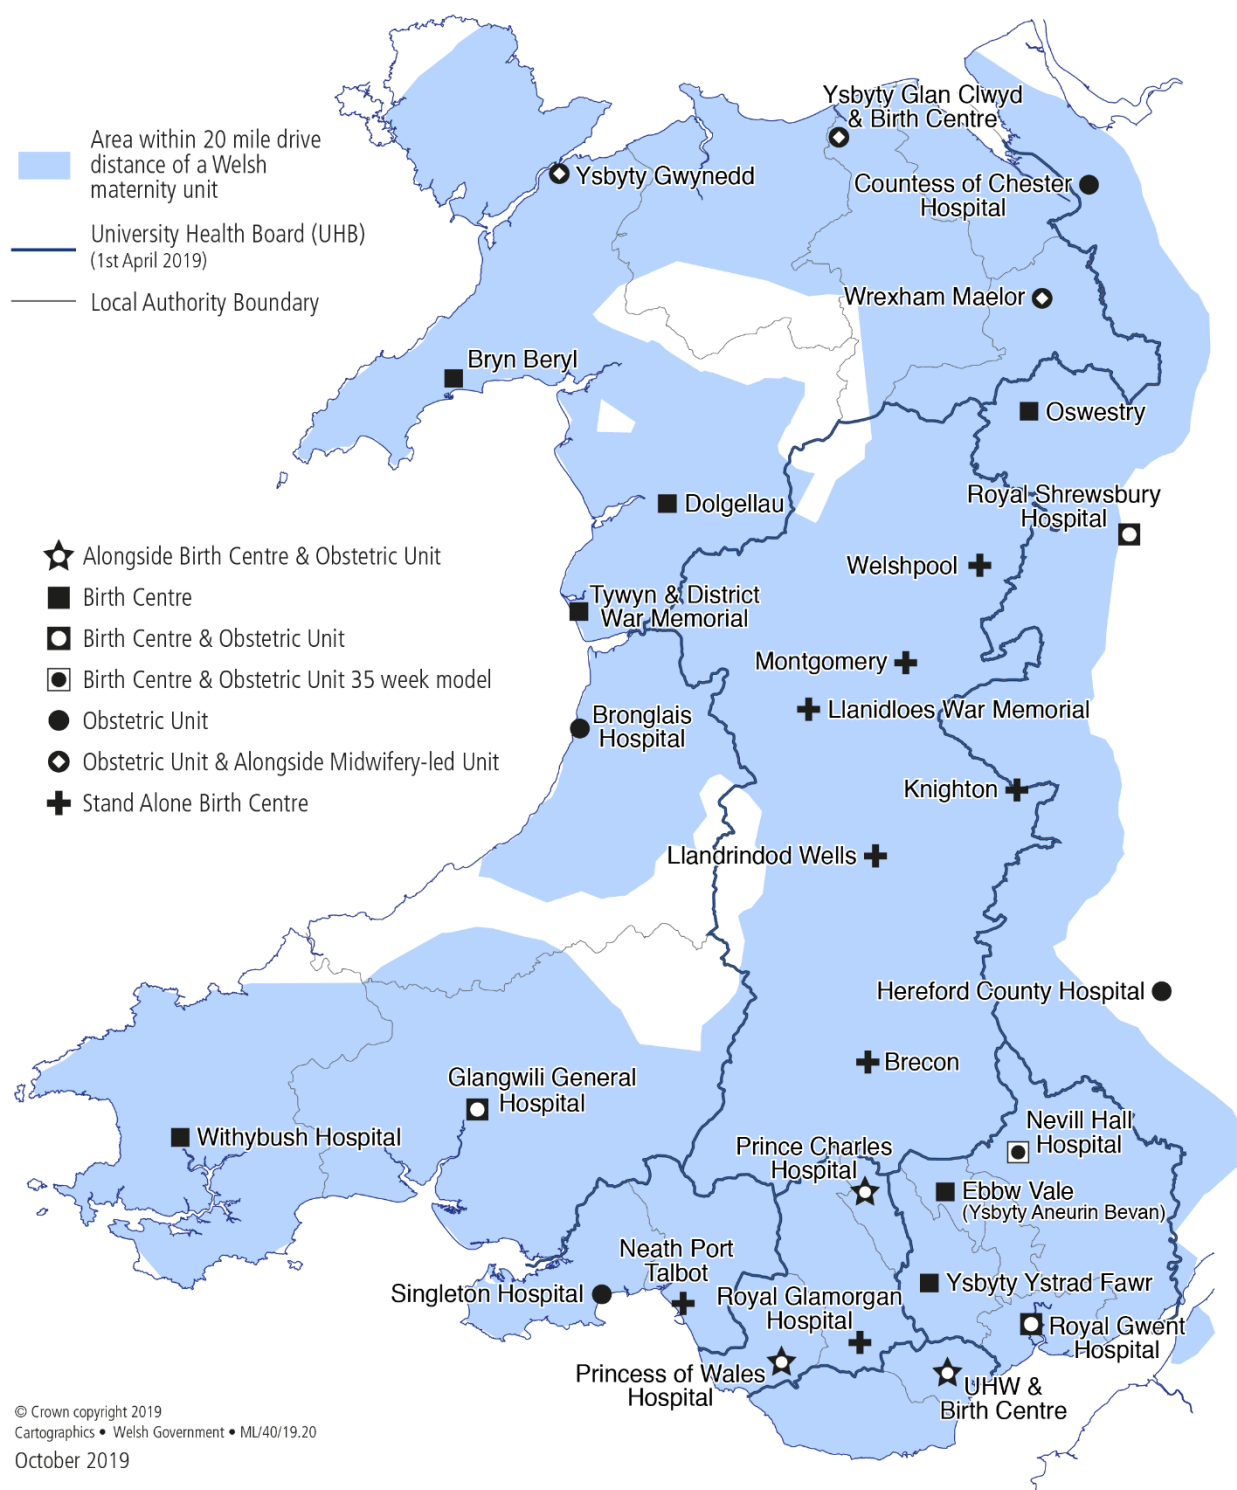 Area within 20 mile drive
distance of a Welsh
maternity unit
University Health Board (UHB)
(1st April 2019)
Local Authority Boundary
Ysbyty Glan Clwyd
& Birth Centre
Ysbyty Gwynedd
Countess of Chester
Hospital
Wrexham Maelor
Bryn Beryl
Oswestry
Royal Shrewsbury
Hospital
Dolgellau
Alongside Birth Centre & Obstetric Unit
Birth Centre
Birth Centre & Obstetric Unit
Birth Centre & Obstetric Unit 35 week model
Obstetric Unit
Obstetric Unit & Alongside Midwifery-led Unit
Stand Alone Birth Centre
Welshpool
Tywyn & District
War Memorial
Montgomery
Llanidloes War Memorial
Bronglais
Hospital
Knighton
Llandrindod Wells
Hereford County Hospital
Brecon
Glangwili General
Hospital
Withybush Hospital
Nevill Hall
Hospital
Prince Charles
Hospital
Ebbw Vale
(Ysbyty Aneurin Bevan)
Neath Port
Talbot
Singleton Hospital
Ysbyty Ystrad Fawr
Royal Glamorgan
Hospital
Royal Gwent
Hospital
Princess of Wales
Hospital
UHW &
Birth Centre
© Crown copyright 2019
Cartographics • Welsh Government • ML/40/19.20
October 2019